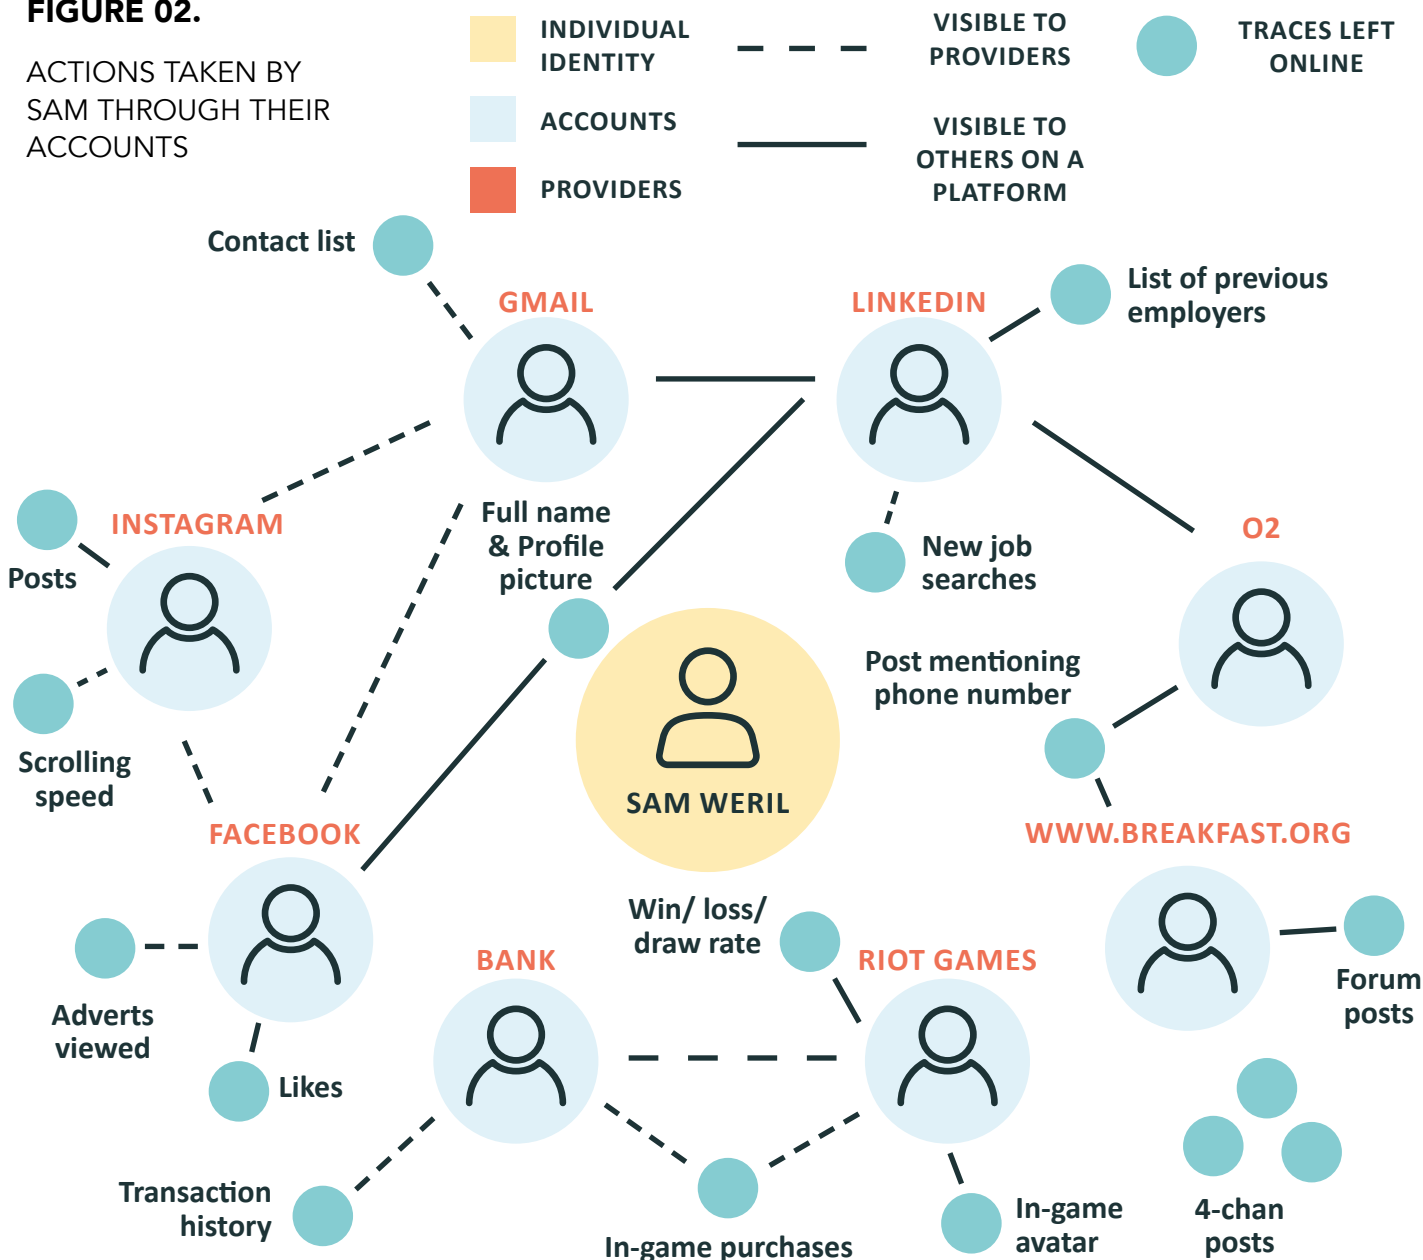 FIGURE 02.
ACTIONS TAKEN BY
SAM THROUGH THEIR
ACCOUNTS
INDIVIDUAL
IDENTITY
ACCOUNTS
PROVIDERS
VISIBLE TO
PROVIDERS
VISIBLE TO
OTHERS ON A
PLATFORM
TRACES LEFT
ONLINE
Contact list
GMAIL
LINKEDIN
List of previous
employers
INSTAGRAM
Posts
Full name
& Profile
picture
New job
searches
O2
Scrolling
speed
Post mentioning
phone number
SAM WERIL
FACEBOOK
WWW.BREAKFAST.ORG
Adverts
viewed
Likes
BANK
Win/ loss/
draw rate
RIOT GAMES
Forum
posts
Transaction
history
In-game purchases
In-game
avatar
4-chan
posts